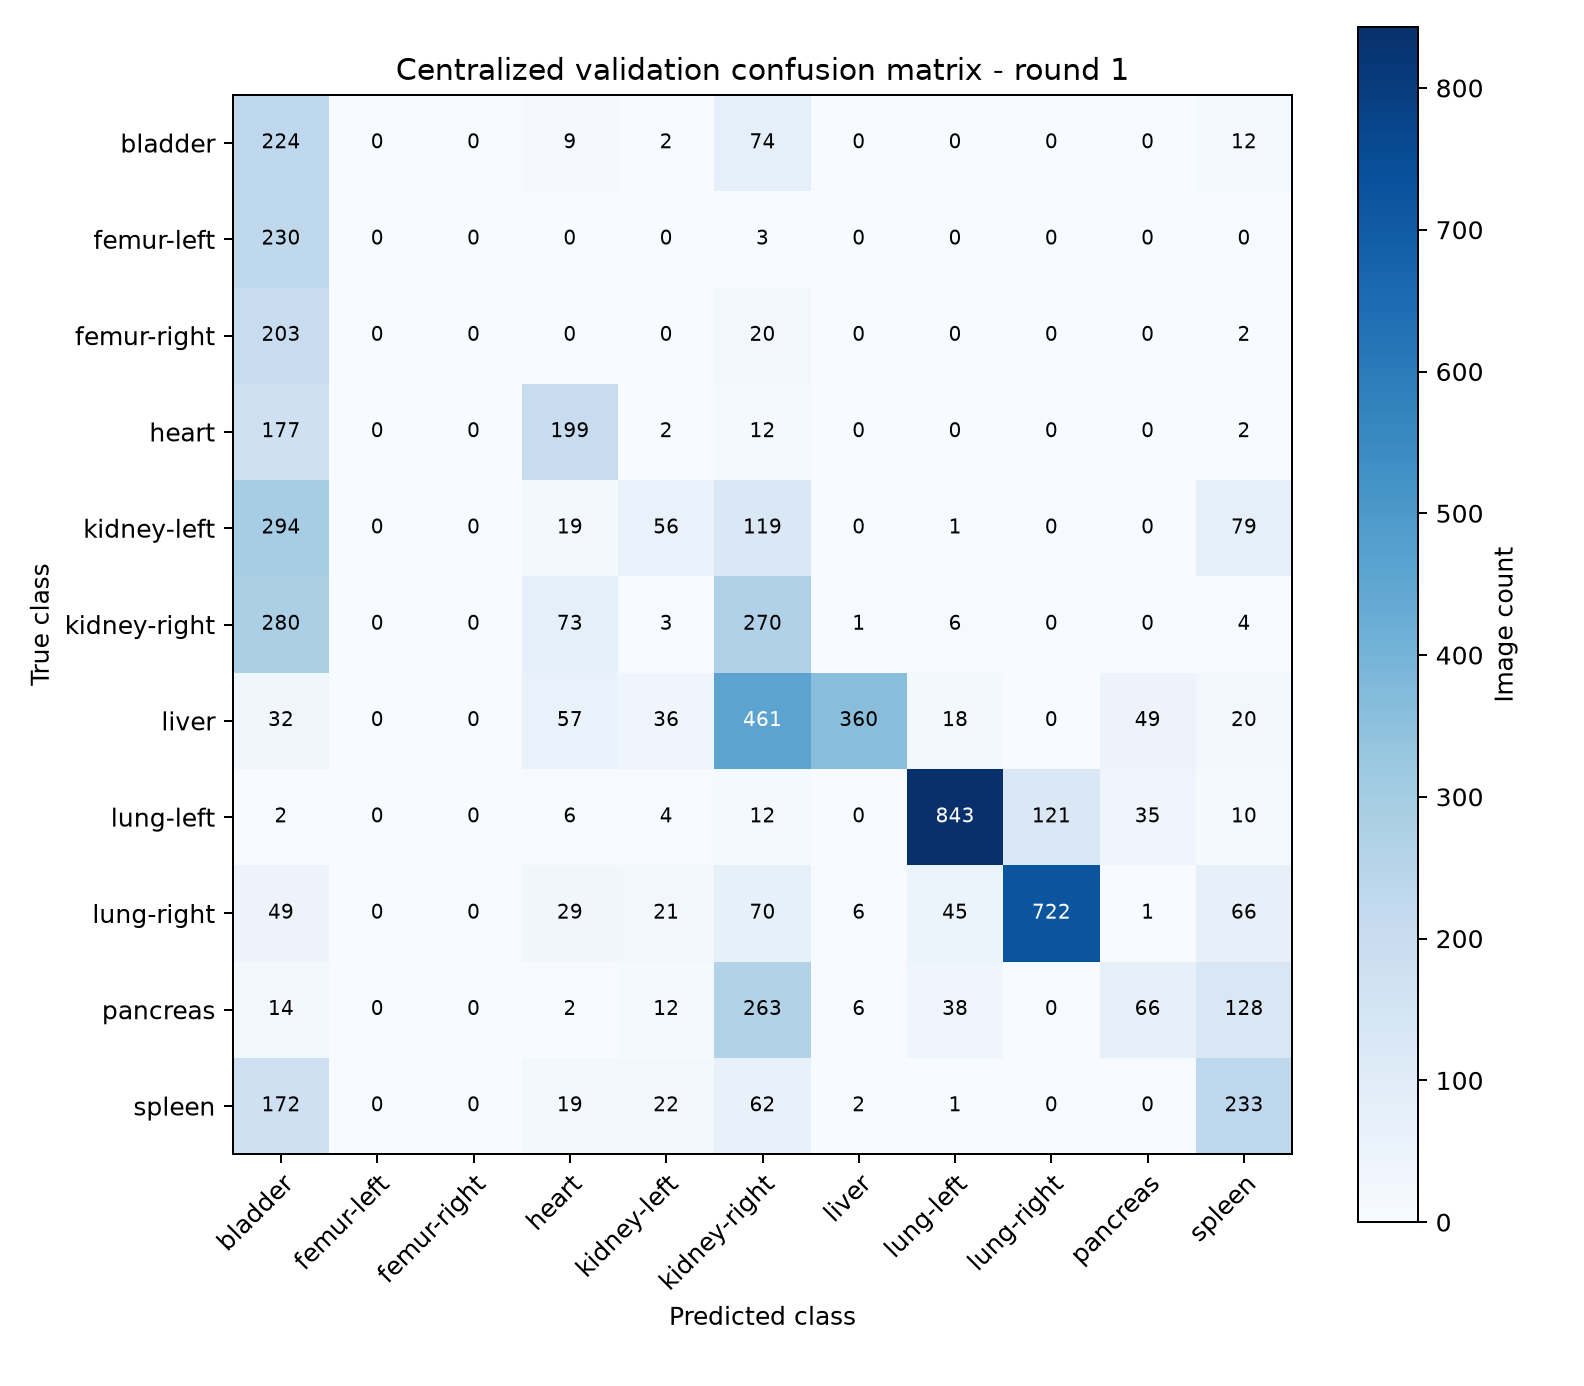 Centralized validation confusion matrix - round 1
bladder 224 0 0 9 2 74 0 0 0 0 12
femur-left 230 0 0 0 0 3 0 0 0 0 0
femur-right 203 0 0 0 0 20 0 0 0 0 2
heart 177 0 0 199 2 12 0 0 0 0 2
kidney-left 294 0 0 19 56 119 0 1 0 0 79
kidney-right 280 0 0 73 3 270 1 6 0 0 4
liver 32 0 0 57 36 461 360 18 0 49 20
lung-left 2 0 0 6 4 12 0 843 121 35 10
lung-right 49 0 0 29 21 70 6 45 722 1 66
pancreas 14 0 0 2 12 263 6 38 0 66 128
spleen 172 0 0 19 22 62 2 1 0 0 233
bladder femur-left femur-right heart kidney-left kidney-right liver lung-left lung-right pancreas spleen
Predicted class
True class
800
700
600
500
400
300
200
100
0
Image count